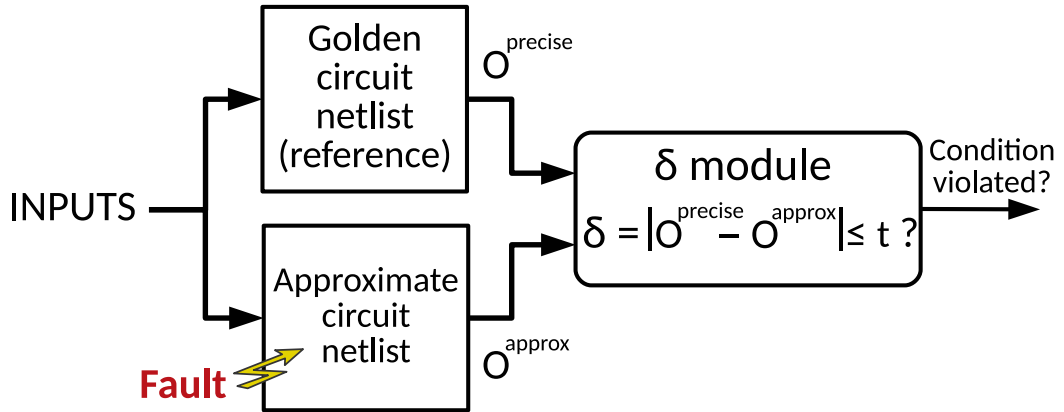 Golden
circuit
netlist
(reference)
O^precise
INPUTS
Approximate
circuit
netlist
Fault
O^approx
δ module
δ = |O^precise − O^approx| ≤ t ?
Condition
violated?